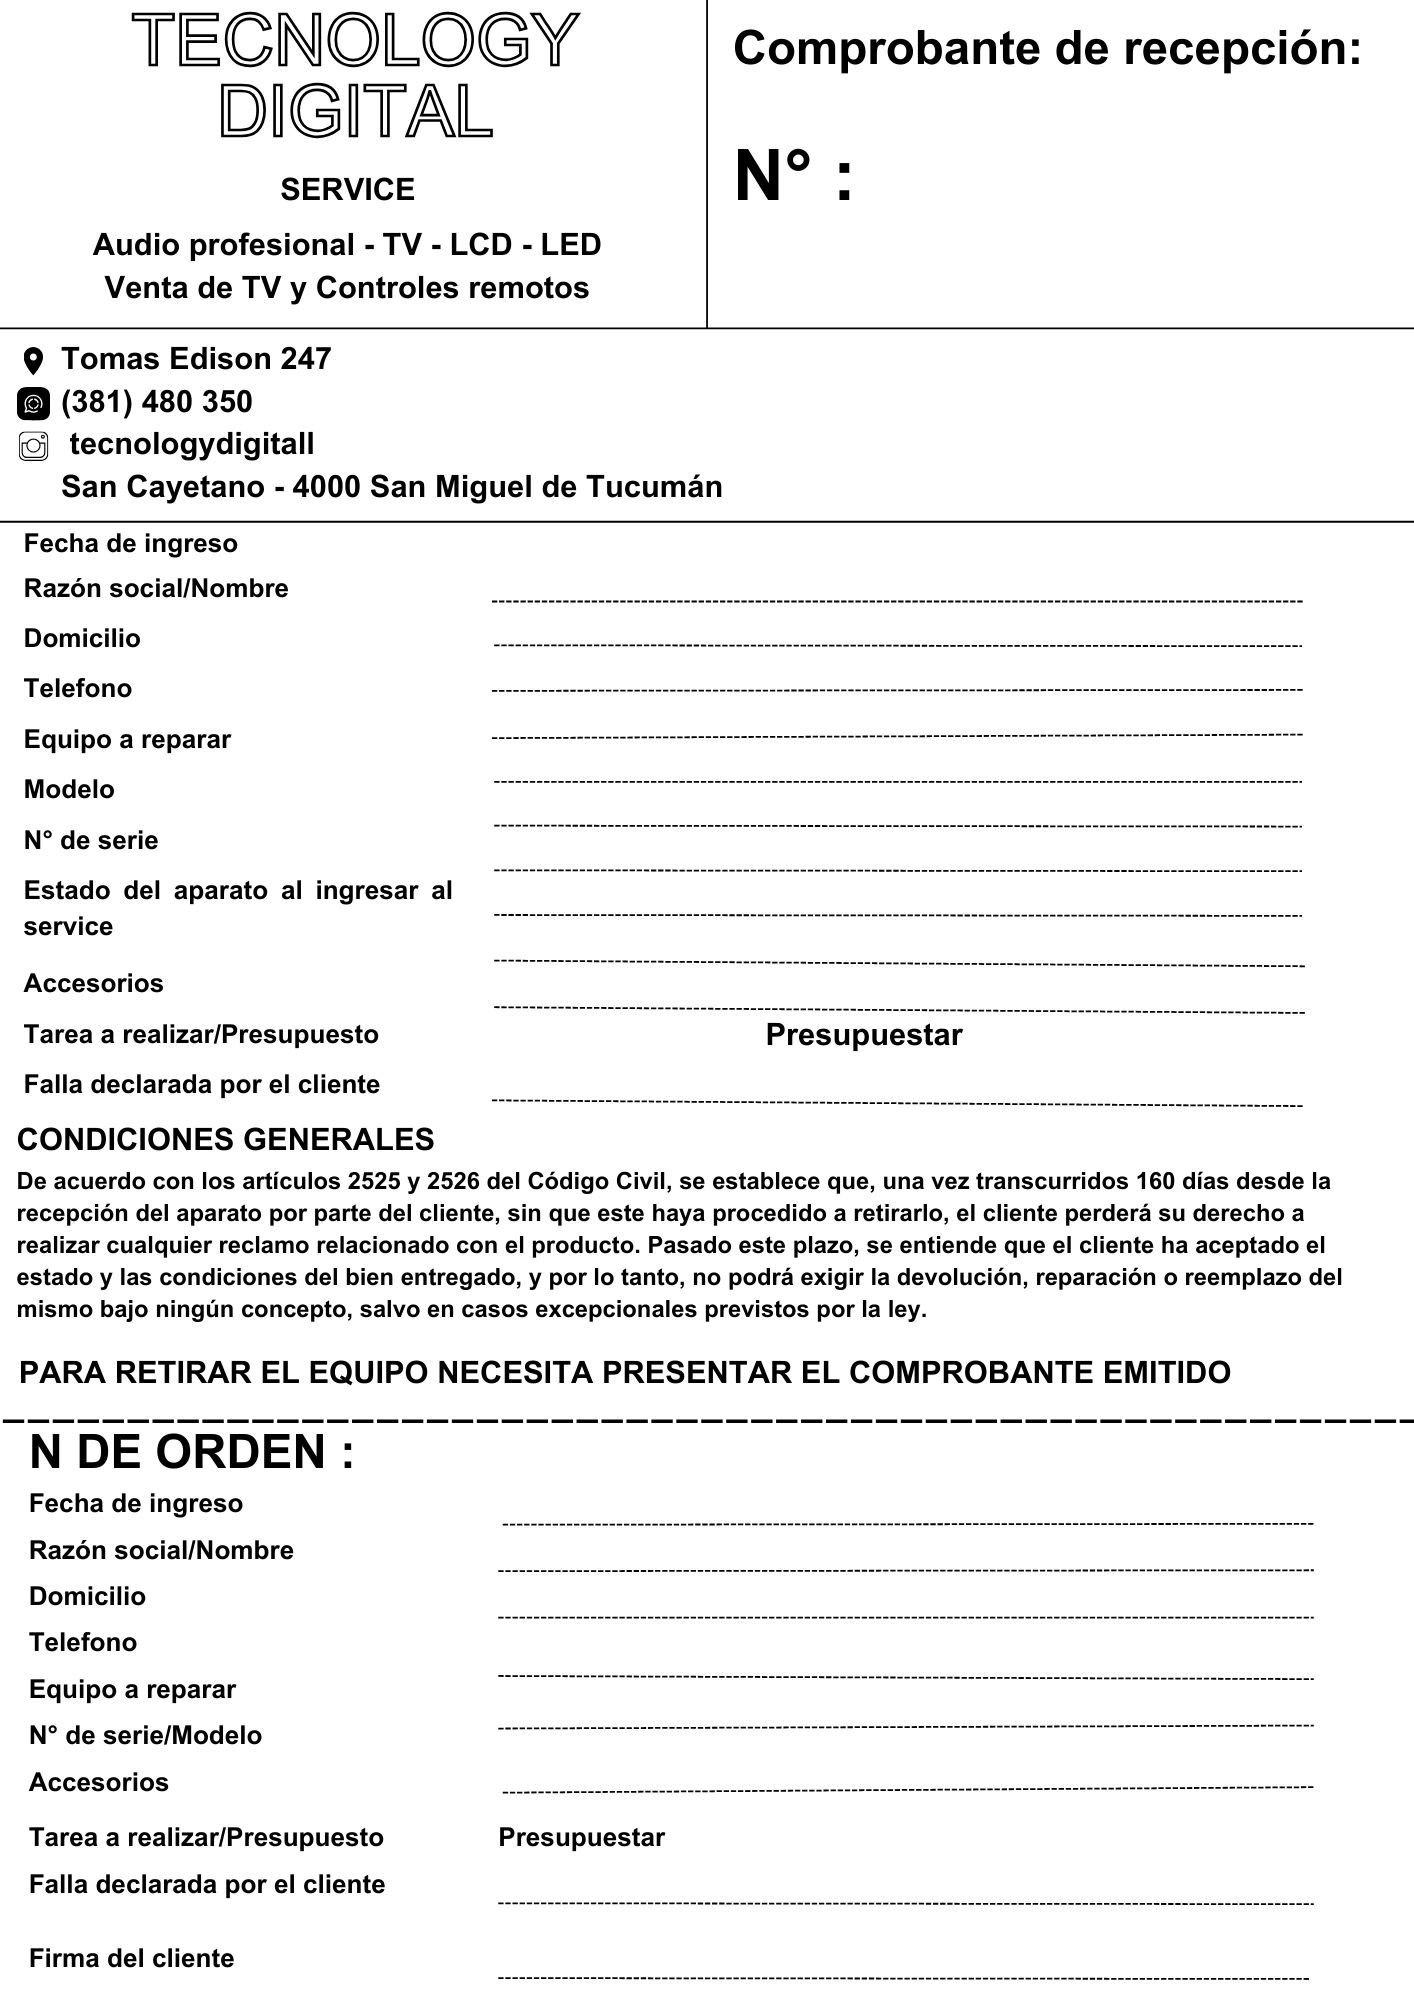 TECNOLOGY
DIGITAL
SERVICE
Audio profesional - TV - LCD - LED
Venta de TV y Controles remotos
Comprobante de recepción:
N° :
Tomas Edison 247
(381) 480 350
tecnologydigitall
San Cayetano - 4000 San Miguel de Tucumán
Fecha de ingreso
Razón social/Nombre
Domicilio
Telefono
Equipo a reparar
Modelo
N° de serie
Estado del aparato al ingresar al
service
Accesorios
Tarea a realizar/Presupuesto Presupuestar
Falla declarada por el cliente
CONDICIONES GENERALES
De acuerdo con los artículos 2525 y 2526 del Código Civil, se establece que, una vez transcurridos 160 días desde la
recepción del aparato por parte del cliente, sin que este haya procedido a retirarlo, el cliente perderá su derecho a
realizar cualquier reclamo relacionado con el producto. Pasado este plazo, se entiende que el cliente ha aceptado el
estado y las condiciones del bien entregado, y por lo tanto, no podrá exigir la devolución, reparación o reemplazo del
mismo bajo ningún concepto, salvo en casos excepcionales previstos por la ley.
PARA RETIRAR EL EQUIPO NECESITA PRESENTAR EL COMPROBANTE EMITIDO
N DE ORDEN :
Fecha de ingreso
Razón social/Nombre
Domicilio
Telefono
Equipo a reparar
N° de serie/Modelo
Accesorios
Tarea a realizar/Presupuesto Presupuestar
Falla declarada por el cliente
Firma del cliente